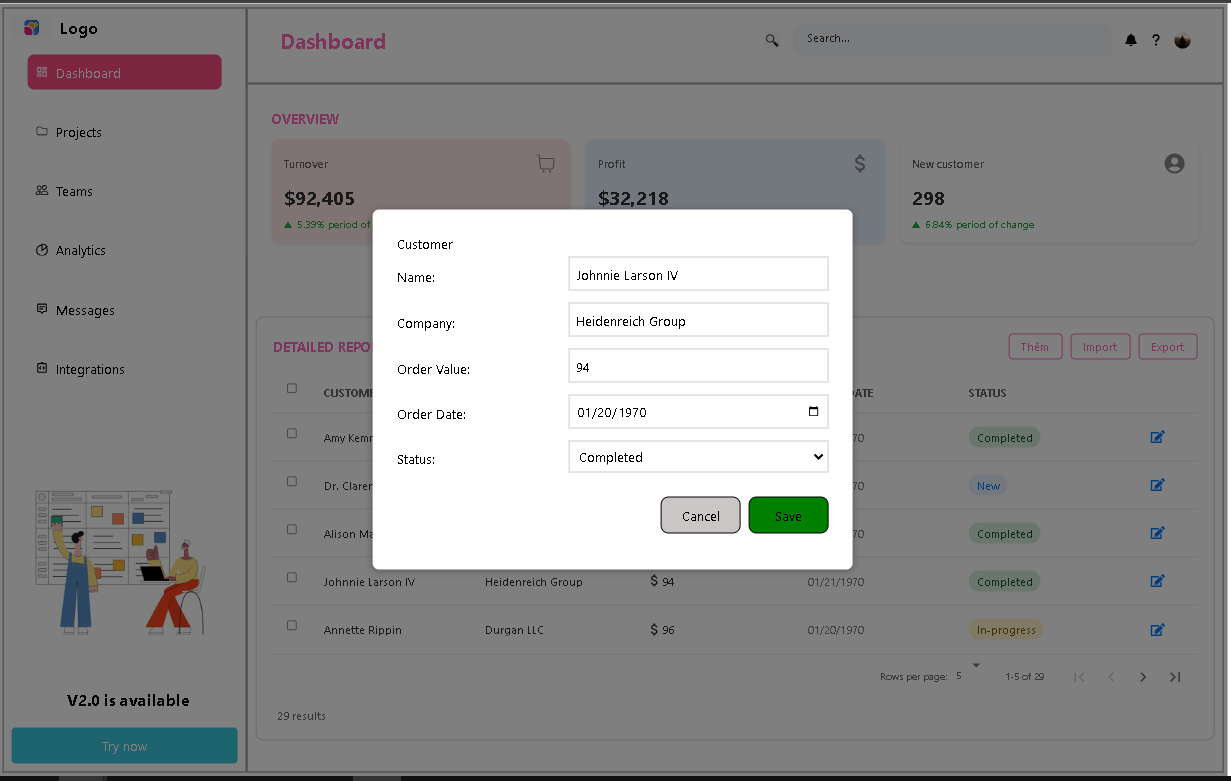 Logo
Dashboard
Projects
Teams
Analytics
Messages
Integrations
V2.0 is available
Try now
Dashboard
Search...
OVERVIEW
Turnover
$92,405
5.39% period of
Profit
$32,218
New customer
298
6.84% period of change
DETAILED REPO
Thêm Import Export
CUSTOME ATE STATUS
Amy Kem 70 Completed
Dr. Claren 70 New
Alison Ma 70 Completed
Johnnie Larson IV Heidenreich Group $ 94 01/21/1970 Completed
Annette Rippin Durgan LLC $ 96 01/20/1970 In-progress
Rows per page: 5 1-5 of 29
29 results
Customer
Name: Johnnie Larson IV
Company: Heidenreich Group
Order Value: 94
Order Date: 01/20/1970
Status: Completed
Cancel Save